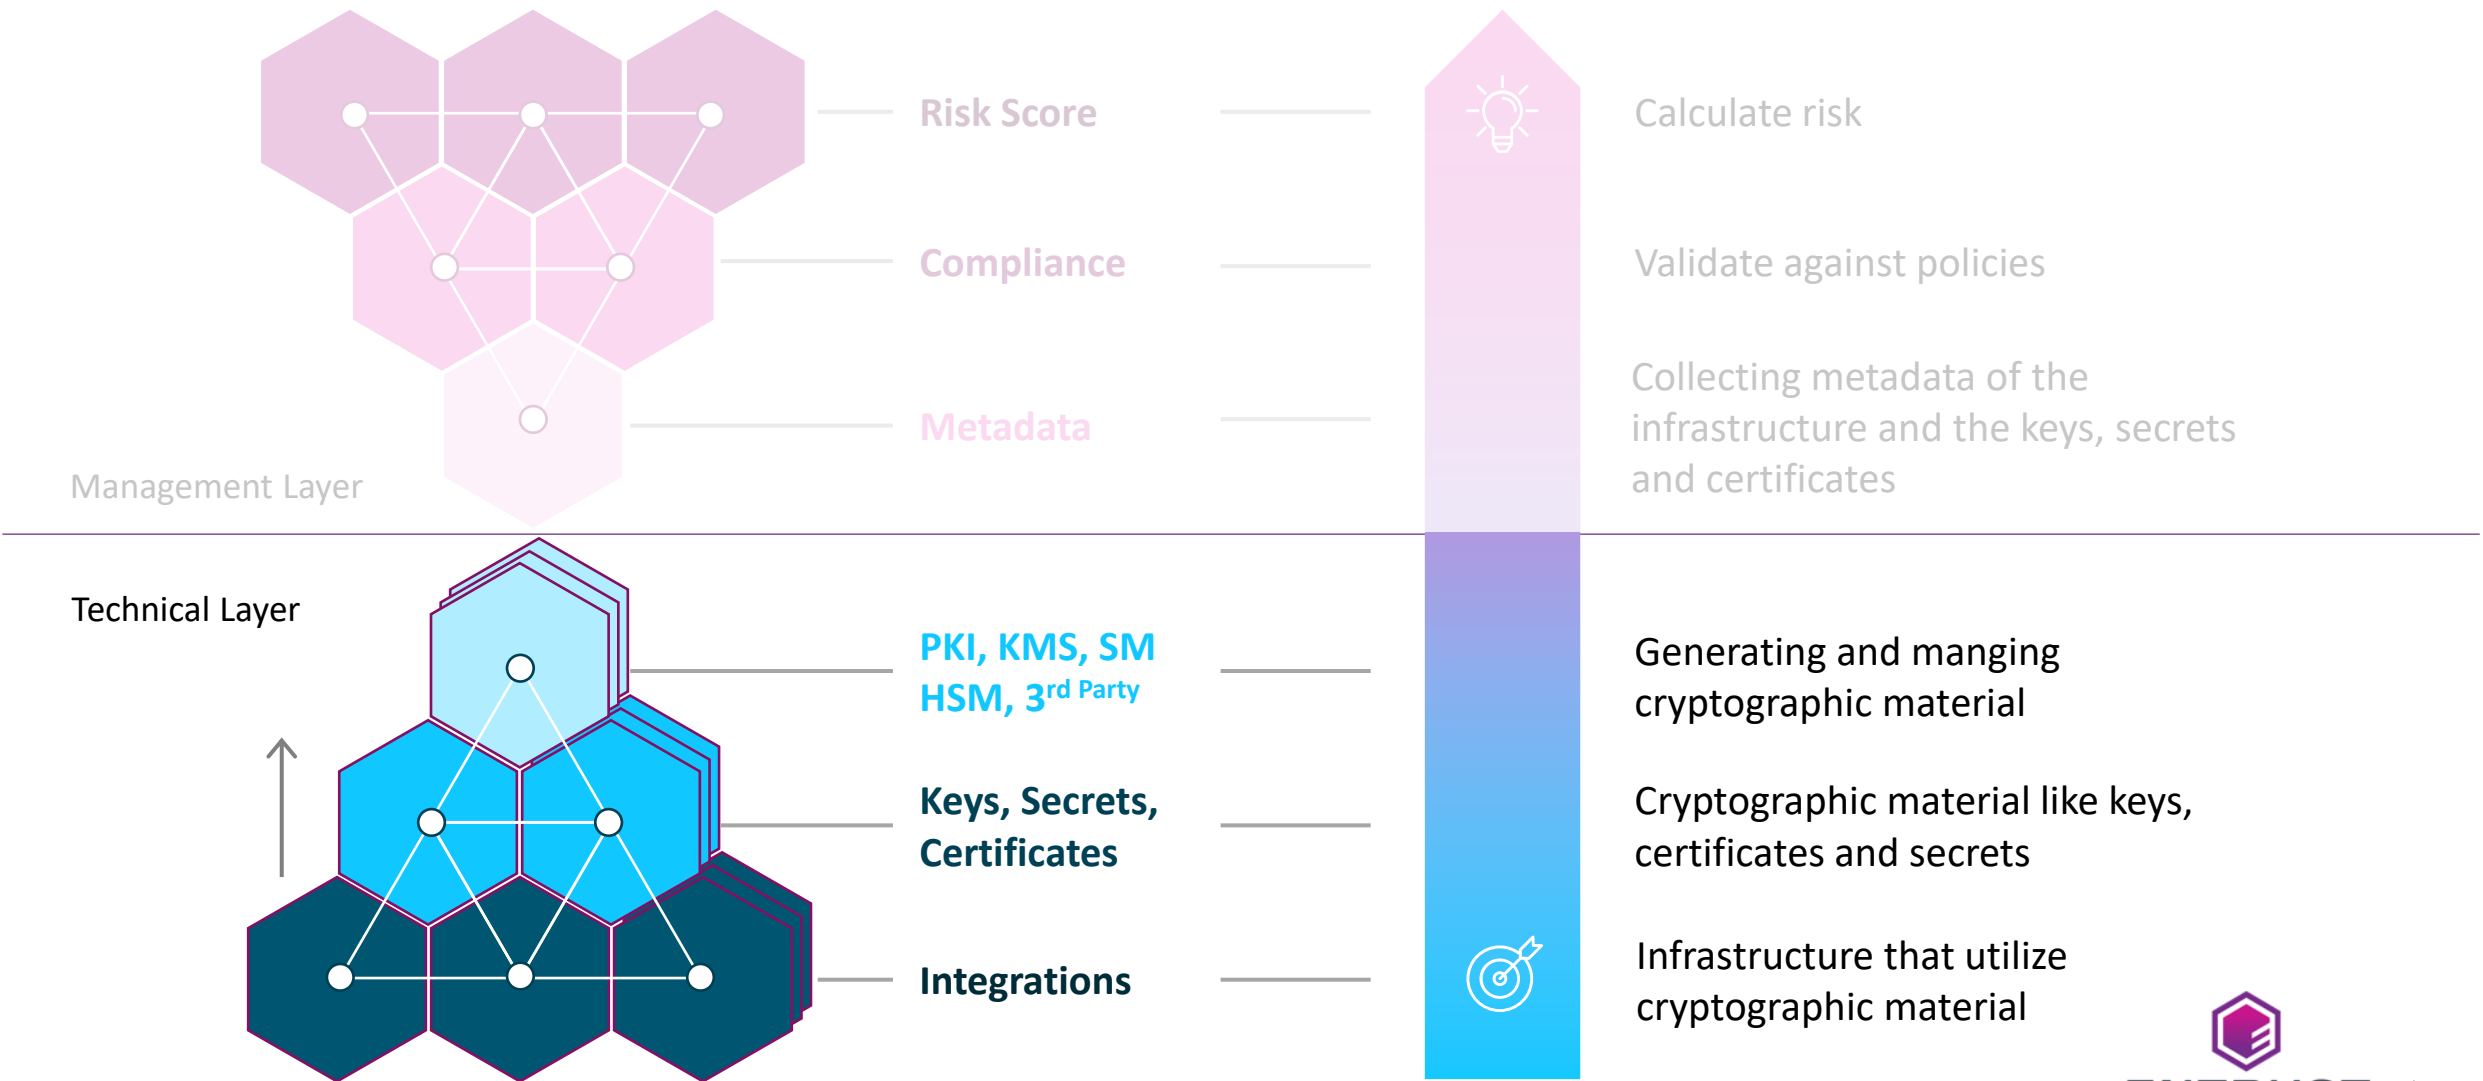 Risk Score
Calculate risk
Compliance
Validate against policies
Metadata
Collecting metadata of the
infrastructure and the keys, secrets
and certificates
Management Layer
Technical Layer
PKI, KMS, SM
HSM, 3rd Party
Generating and manging
cryptographic material
Keys, Secrets,
Certificates
Cryptographic material like keys,
certificates and secrets
Integrations
Infrastructure that utilize
cryptographic material